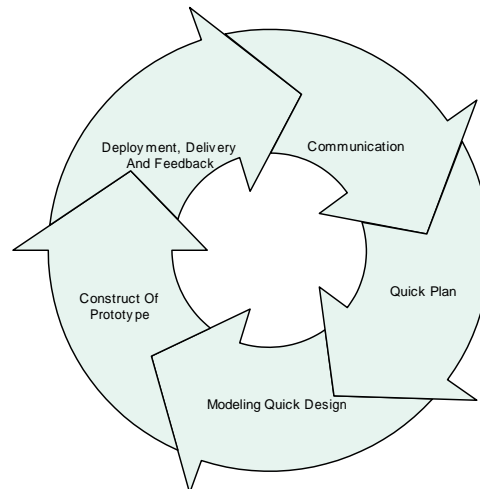 Deployment, Delivery
And Feedback
Communication
Quick Plan
Modeling Quick Design
Construct Of
Prototype